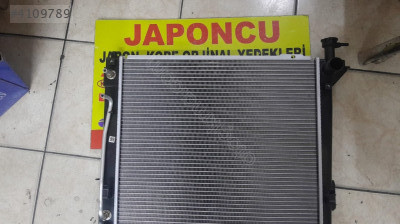 JAPONCU
JAPON, KORE ORJİNAL YEDEKLERİ